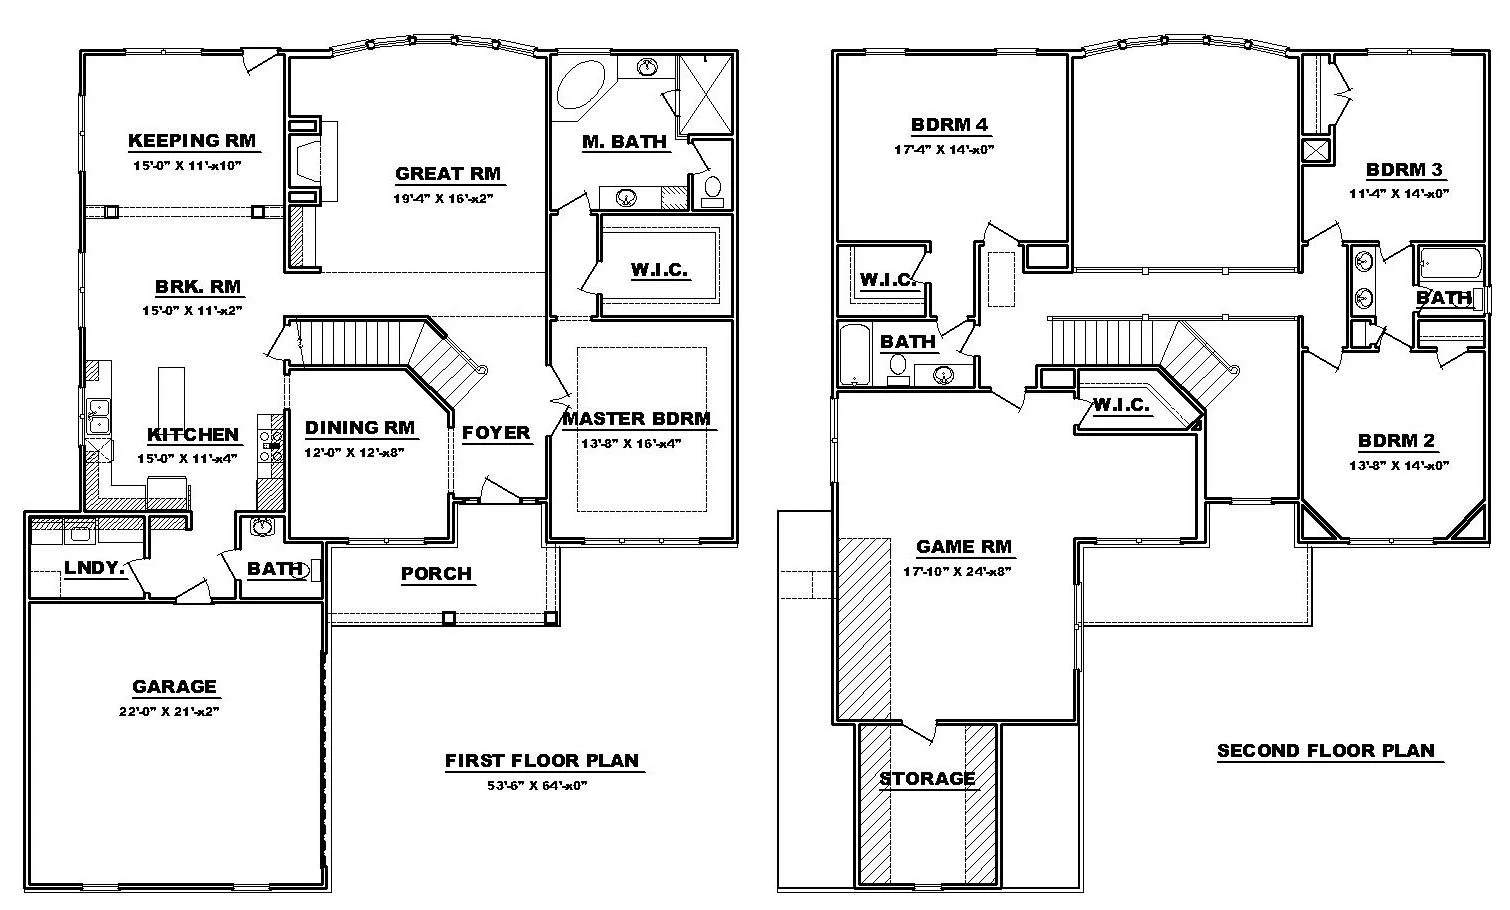 KEEPING RM
15'-0" X 11'-x10"
GREAT RM
19'-4" X 16'-x2"
M. BATH
W.I.C.
BRK. RM
15'-0" X 11'-x2"
KITCHEN
15'-0" X 11'-x4"
DINING RM
12'-0" X 12'-x8"
FOYER
MASTER BDRM
13'-8" X 16'-x4"
LNDY.
BATH
PORCH
GARAGE
22'-0" X 21'-x2"
FIRST FLOOR PLAN
53'-6" X 64'-x0"
BDRM 4
17'-4" X 14'-x0"
BDRM 3
11'-4" X 14'-x0"
W.I.C.
BATH
BATH
W.I.C.
BDRM 2
13'-8" X 14'-x0"
GAME RM
17'-10" X 24'-x8"
STORAGE
SECOND FLOOR PLAN